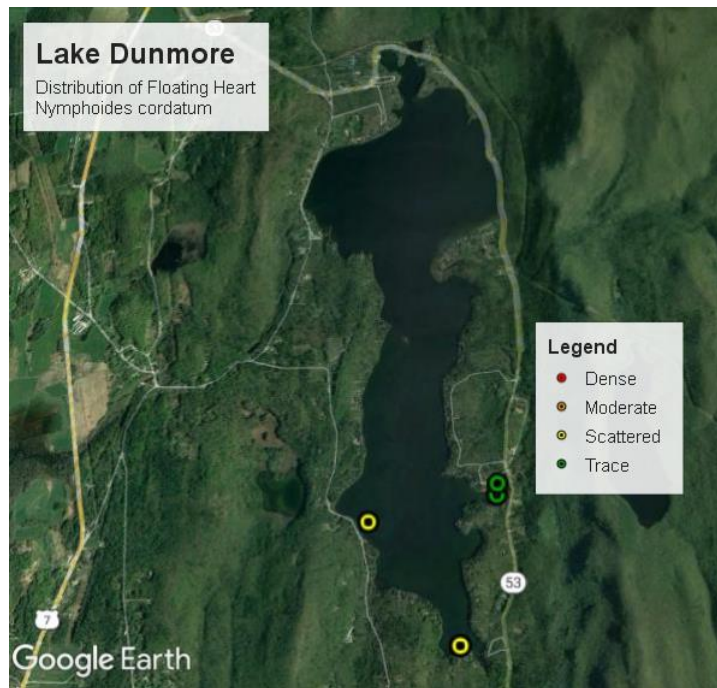 Lake Dunmore
Distribution of Floating Heart
Nymphoides cordatum
Legend
Dense
Moderate
Scattered
Trace
53
7
Google Earth